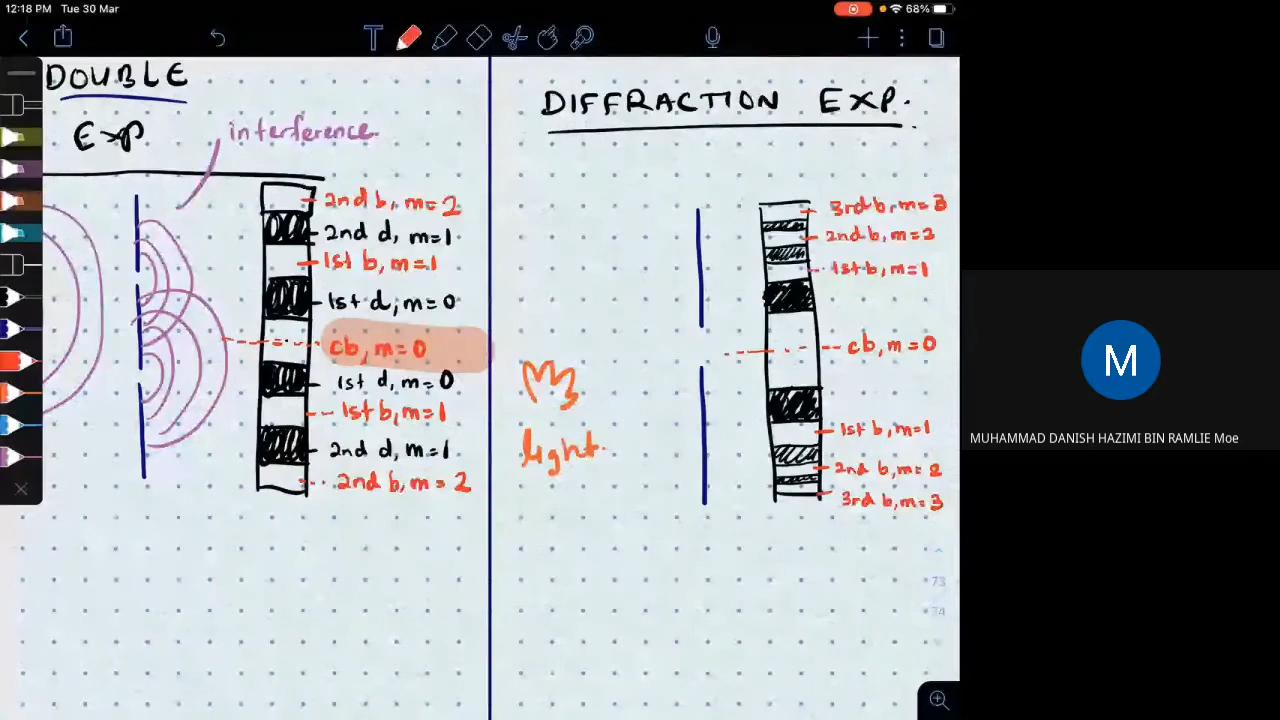 12:18 PM Tue 30 Mar
68%
DOUBLE
Exp
interference
2nd b, m=2
2nd d, m=1
1st b, m=1
1st d, m=0
cb, m=0
1st d, m=0
1st b, m=1
2nd d, m=1
2nd b, m=2
DIFFRACTION EXP.
light
3rd b, m=3
2nd b, m=2
1st b, m=1
cb, m=0
1st b, m=1
2nd b, m=2
3rd b, m=3
73
74
M
MUHAMMAD DANISH HAZIMI BIN RAMLIE Moe